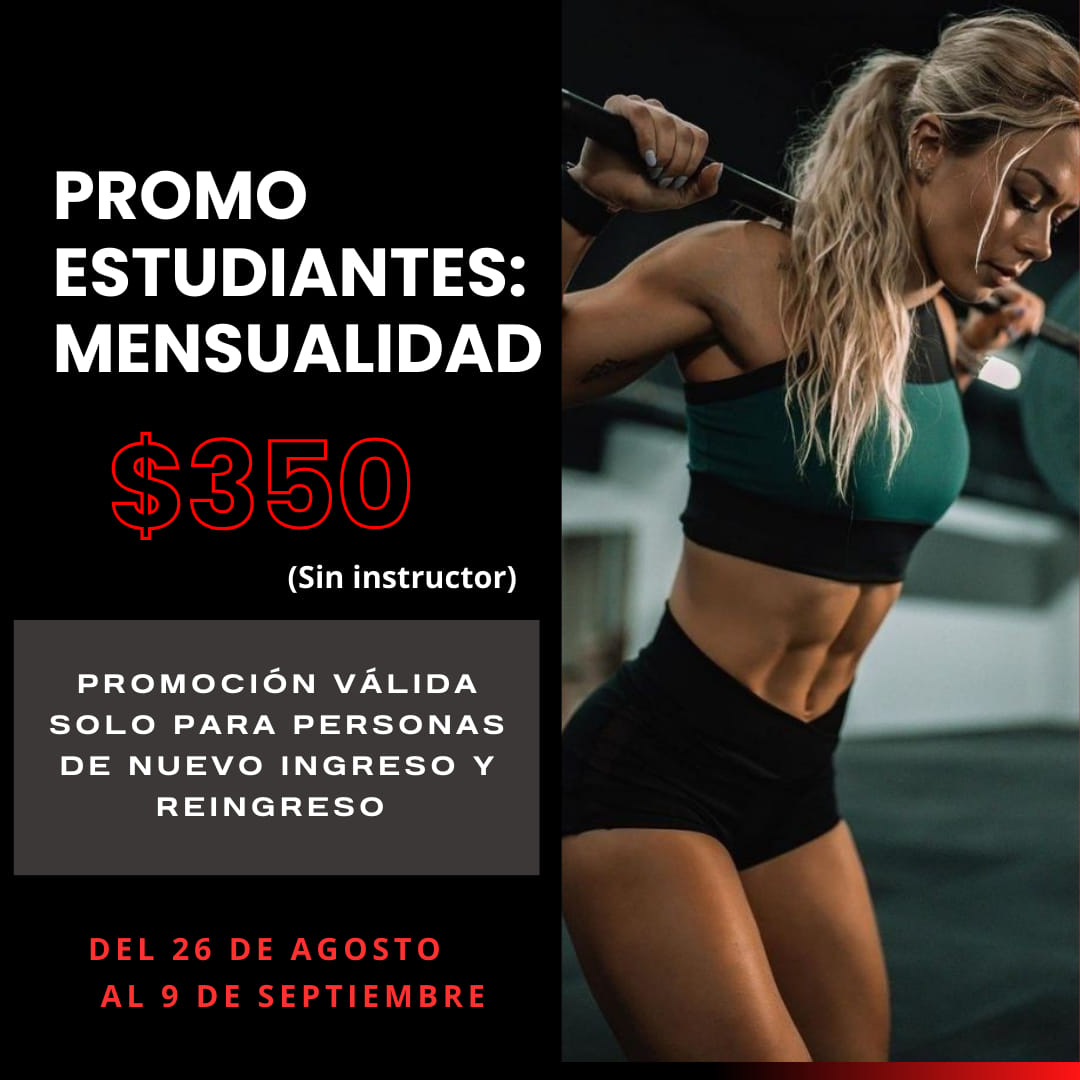 PROMO
ESTUDIANTES:
MENSUALIDAD
$350
(Sin instructor)
PROMOCIÓN VÁLIDA
SOLO PARA PERSONAS
DE NUEVO INGRESO Y
REINGRESO
DEL 26 DE AGOSTO
AL 9 DE SEPTIEMBRE